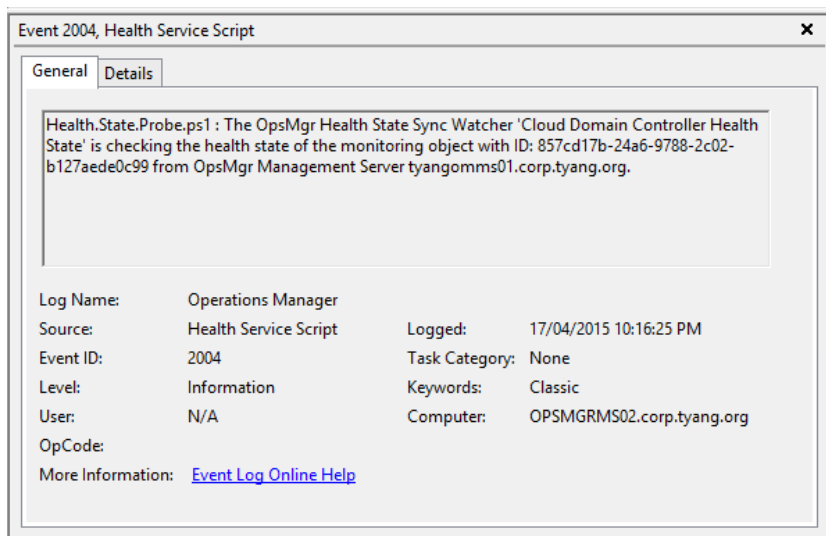 Event 2004, Health Service Script
General Details
Health.State.Probe.ps1 : The OpsMgr Health State Sync Watcher 'Cloud Domain Controller Health
State' is checking the health state of the monitoring object with ID: 857cd17b-24a6-9788-2c02-
b127aede0c99 from OpsMgr Management Server tyangomms01.corp.tyang.org.
Log Name: Operations Manager
Source: Health Service Script Logged: 17/04/2015 10:16:25 PM
Event ID: 2004 Task Category: None
Level: Information Keywords: Classic
User: N/A Computer: OPSMGRMS02.corp.tyang.org
OpCode:
More Information: Event Log Online Help